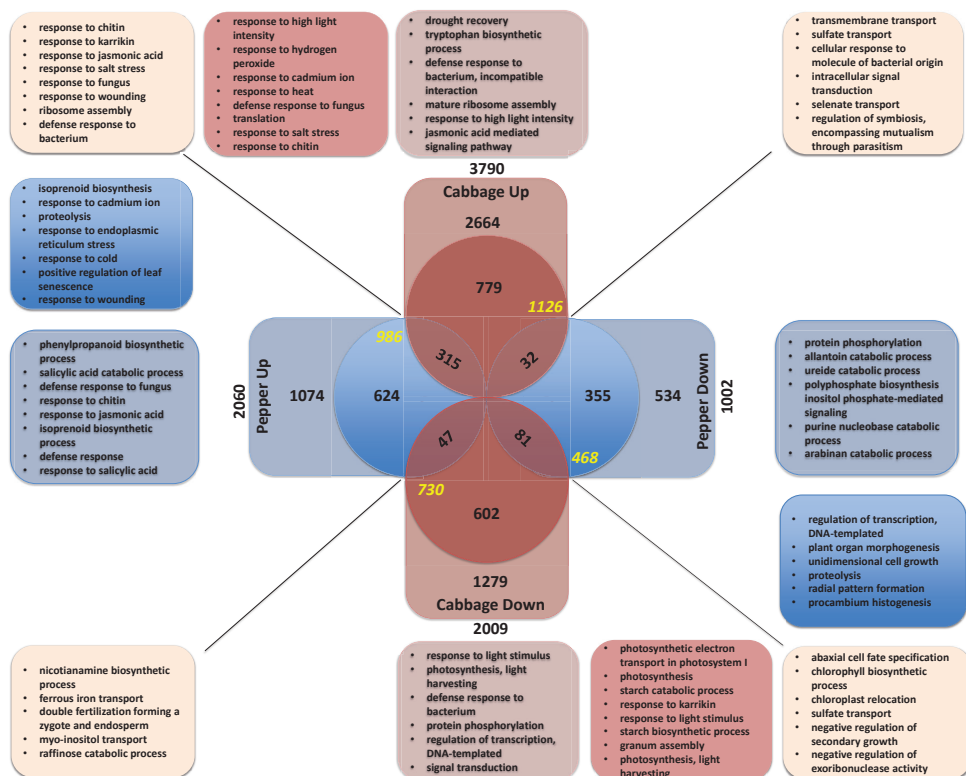 • response to chitin
• response to karrikin
• response to jasmonic acid
• response to salt stress
• response to fungus
• response to wounding
• ribosome assembly
• defense response to
bacterium
• response to high light
intensity
• response to hydrogen
peroxide
• response to cadmium ion
• response to heat
• defense response to fungus
• translation
• response to salt stress
• response to chitin
• drought recovery
• tryptophan biosynthetic
process
• defense response to
bacterium, incompatible
interaction
• mature ribosome assembly
• response to high light intensity
• jasmonic acid mediated
signaling pathway
• transmembrane transport
• sulfate transport
• cellular response to
molecule of bacterial origin
• intracellular signal
transduction
• selenate transport
• regulation of symbiosis,
encompassing mutualism
through parasitism
• isoprenoid biosynthesis
• response to cadmium ion
• proteolysis
• response to endoplasmic
reticulum stress
• response to cold
• positive regulation of leaf
senescence
• response to wounding
3790
Cabbage Up
2664
779
1126
986
315
32
2060
Pepper Up
1074
624
355
534
Pepper Down
1002
47
81
730
468
602
1279
Cabbage Down
2009
• phenylpropanoid biosynthetic
process
• salicylic acid catabolic process
• defense response to fungus
• response to chitin
• response to jasmonic acid
• isoprenoid biosynthetic
process
• defense response
• response to salicylic acid
• protein phosphorylation
• allantoin catabolic process
• ureide catabolic process
• polyphosphate biosynthesis
inositol phosphate-mediated
signaling
• purine nucleobase catabolic
process
• arabinan catabolic process
• regulation of transcription,
DNA-templated
• plant organ morphogenesis
• unidimensional cell growth
• proteolysis
• radial pattern formation
• procambium histogenesis
• nicotianamine biosynthetic
process
• ferrous iron transport
• double fertilization forming a
zygote and endosperm
• myo-inositol transport
• raffinose catabolic process
• response to light stimulus
• photosynthesis, light
harvesting
• defense response to
bacterium
• protein phosphorylation
• regulation of transcription,
DNA-templated
• signal transduction
• photosynthetic electron
transport in photosystem I
• photosynthesis
• starch catabolic process
• response to karrikin
• response to light stimulus
• starch biosynthetic process
• granum assembly
• photosynthesis, light
harvesting
• abaxial cell fate specification
• chlorophyll biosynthetic
process
• chloroplast relocation
• sulfate transport
• negative regulation of
secondary growth
• negative regulation of
exoribonuclease activity